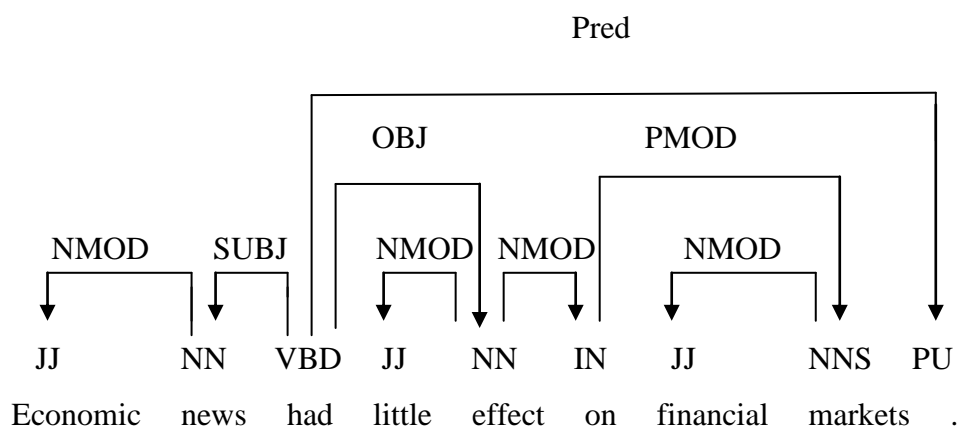 Pred
OBJ PMOD
NMOD SUBJ NMOD NMOD NMOD
JJ NN VBD JJ NN IN JJ NNS PU
Economic news had little effect on financial markets .